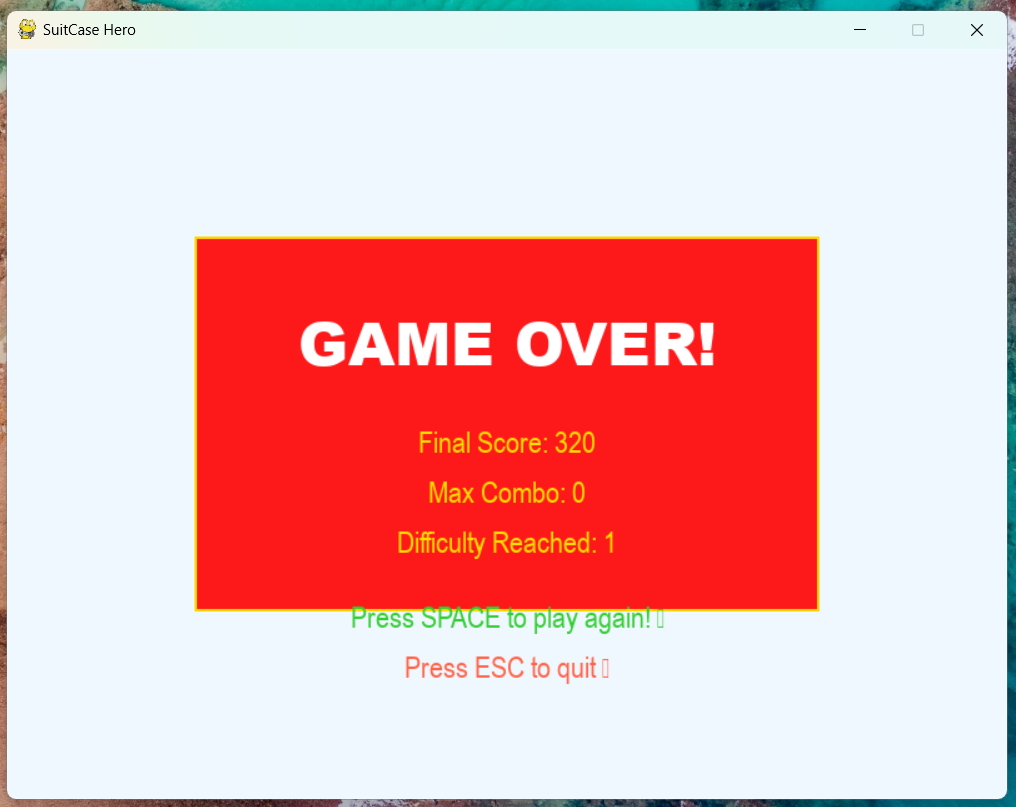 SuitCase Hero
GAME OVER!
Final Score: 320
Max Combo: 0
Difficulty Reached: 1
Press SPACE to play again! ▯
Press ESC to quit ▯